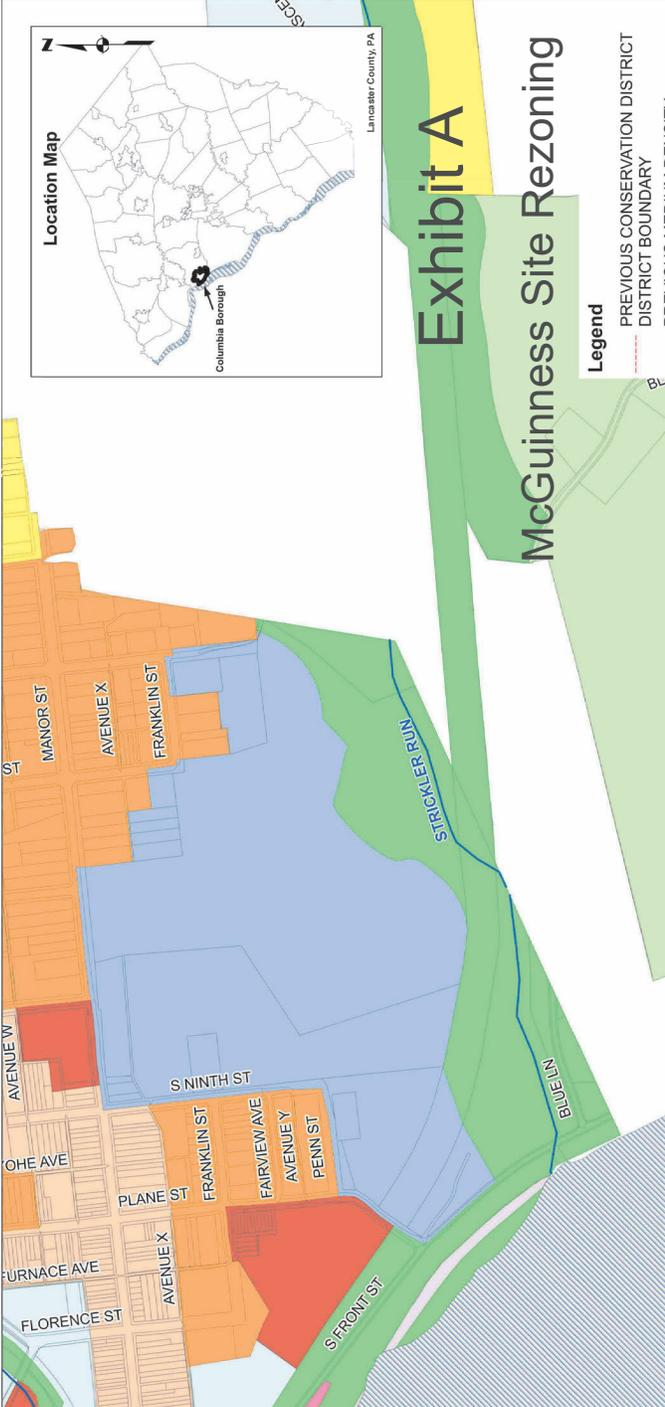 Location Map
N
Columbia Borough
Lancaster County, PA
Exhibit A
McGuinness Site Rezoning
Legend
PREVIOUS CONSERVATION DISTRICT
DISTRICT BOUNDARY
ST
MANOR ST
AVENUE X
FRANKLIN ST
STRICKLER RUN
AVENUE W
S NINTH ST
FRANKLIN ST
FAIRVIEW AVE
AVENUE Y
PENN ST
BLUE LN
YOHE AVE
PLANE ST
FURNACE AVE
AVENUE X
FLORENCE ST
S FRONT ST